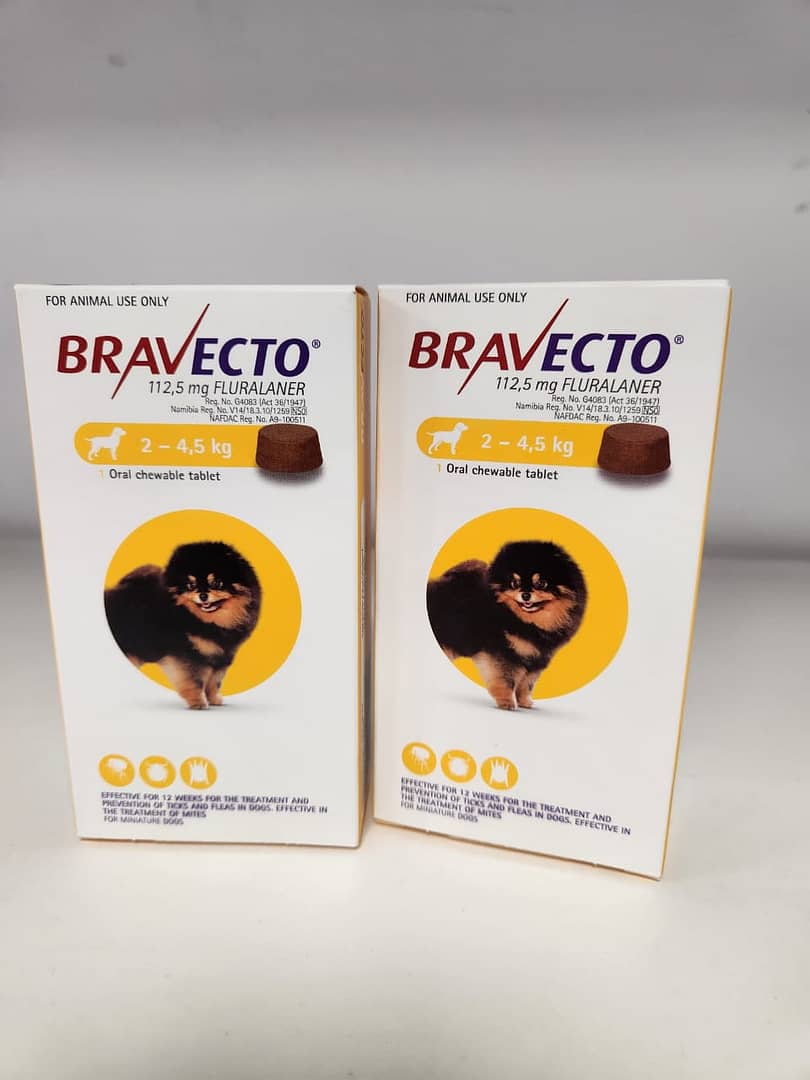 FOR ANIMAL USE ONLY
BRAVECTO®
112,5 mg FLURALANER
Reg. No. G4083 (Act 36/1947)
Namibia Reg. No. V14/18.3.10/1259 NS0
NAFDAC Reg. No. A9-100511
2 – 4,5 kg
1 Oral chewable tablet
EFFECTIVE FOR 12 WEEKS FOR THE TREATMENT AND
PREVENTION OF TICKS AND FLEAS IN DOGS. EFFECTIVE IN
THE TREATMENT OF MITES
FOR MINIATURE DOGS
FOR ANIMAL USE ONLY
BRAVECTO®
112,5 mg FLURALANER
Reg. No. G4083 (Act 36/1947)
Namibia Reg. No. V14/18.3.10/1259 NS0
NAFDAC Reg. No. A9-100511
2 – 4,5 kg
1 Oral chewable tablet
EFFECTIVE FOR 12 WEEKS FOR THE TREATMENT AND
PREVENTION OF TICKS AND FLEAS IN DOGS. EFFECTIVE IN
THE TREATMENT OF MITES
FOR MINIATURE DOGS